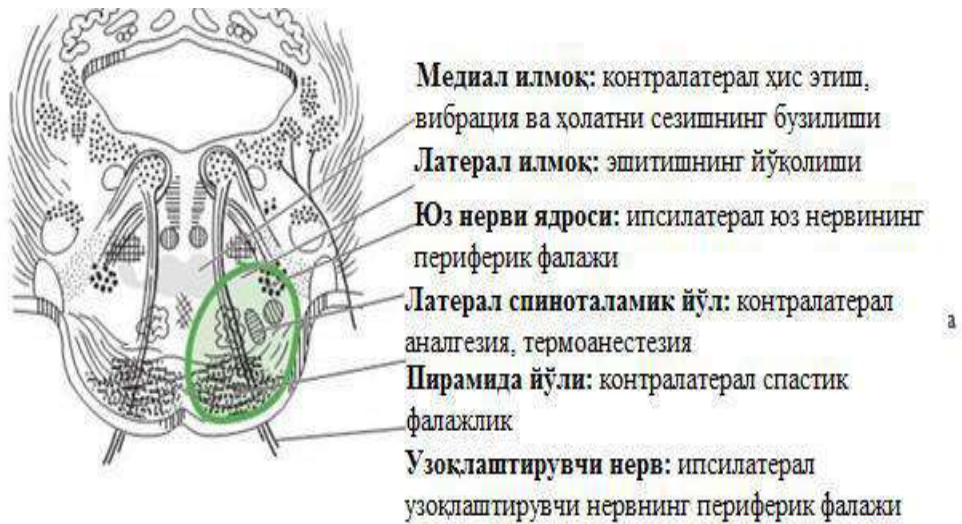 Медиал илмоқ: контралатерал ҳис этиш,
вибрация ва ҳолатни сезишнинг бузилиши
Латерал илмоқ: эшитишнинг йўқолиши
Юз нерви ядроси: ипсилатерал юз нервининг
периферик фалажи
Латерал спиноталамик йўл: контралатерал
аналгезия, термоанестезия
а
Пирамида йўли: контралатерал спастик
фалажлик
Узоқлаштирувчи нерв: ипсилатерал
узоқлаштирувчи нервнинг периферик фалажи